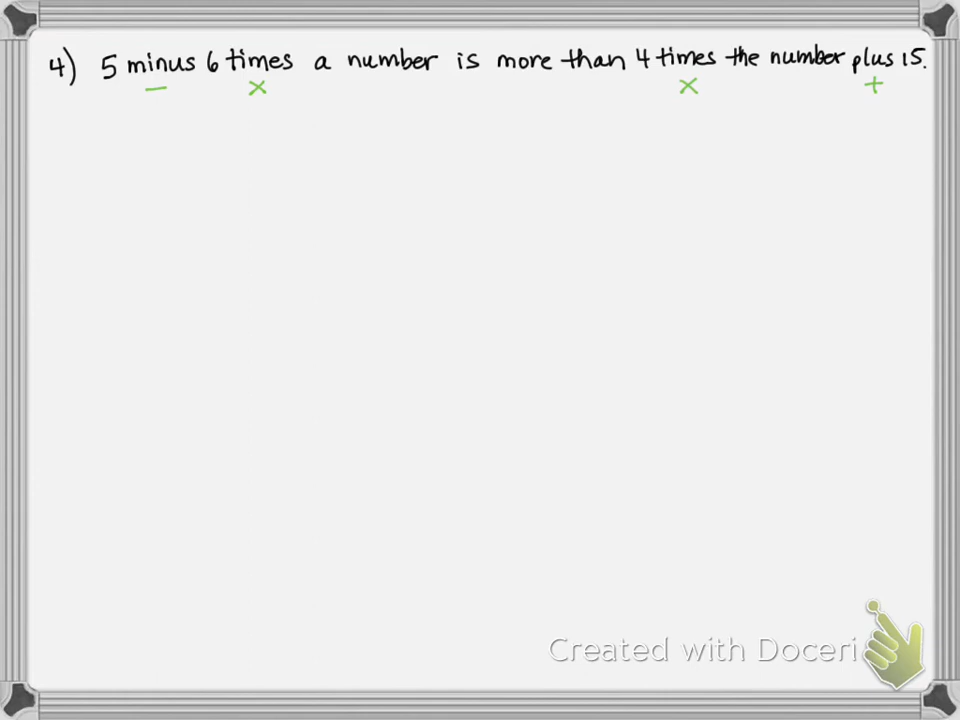 4) 5 minus 6 times a number is more than 4 times the number plus 15.
− × × +
Created with Doceri